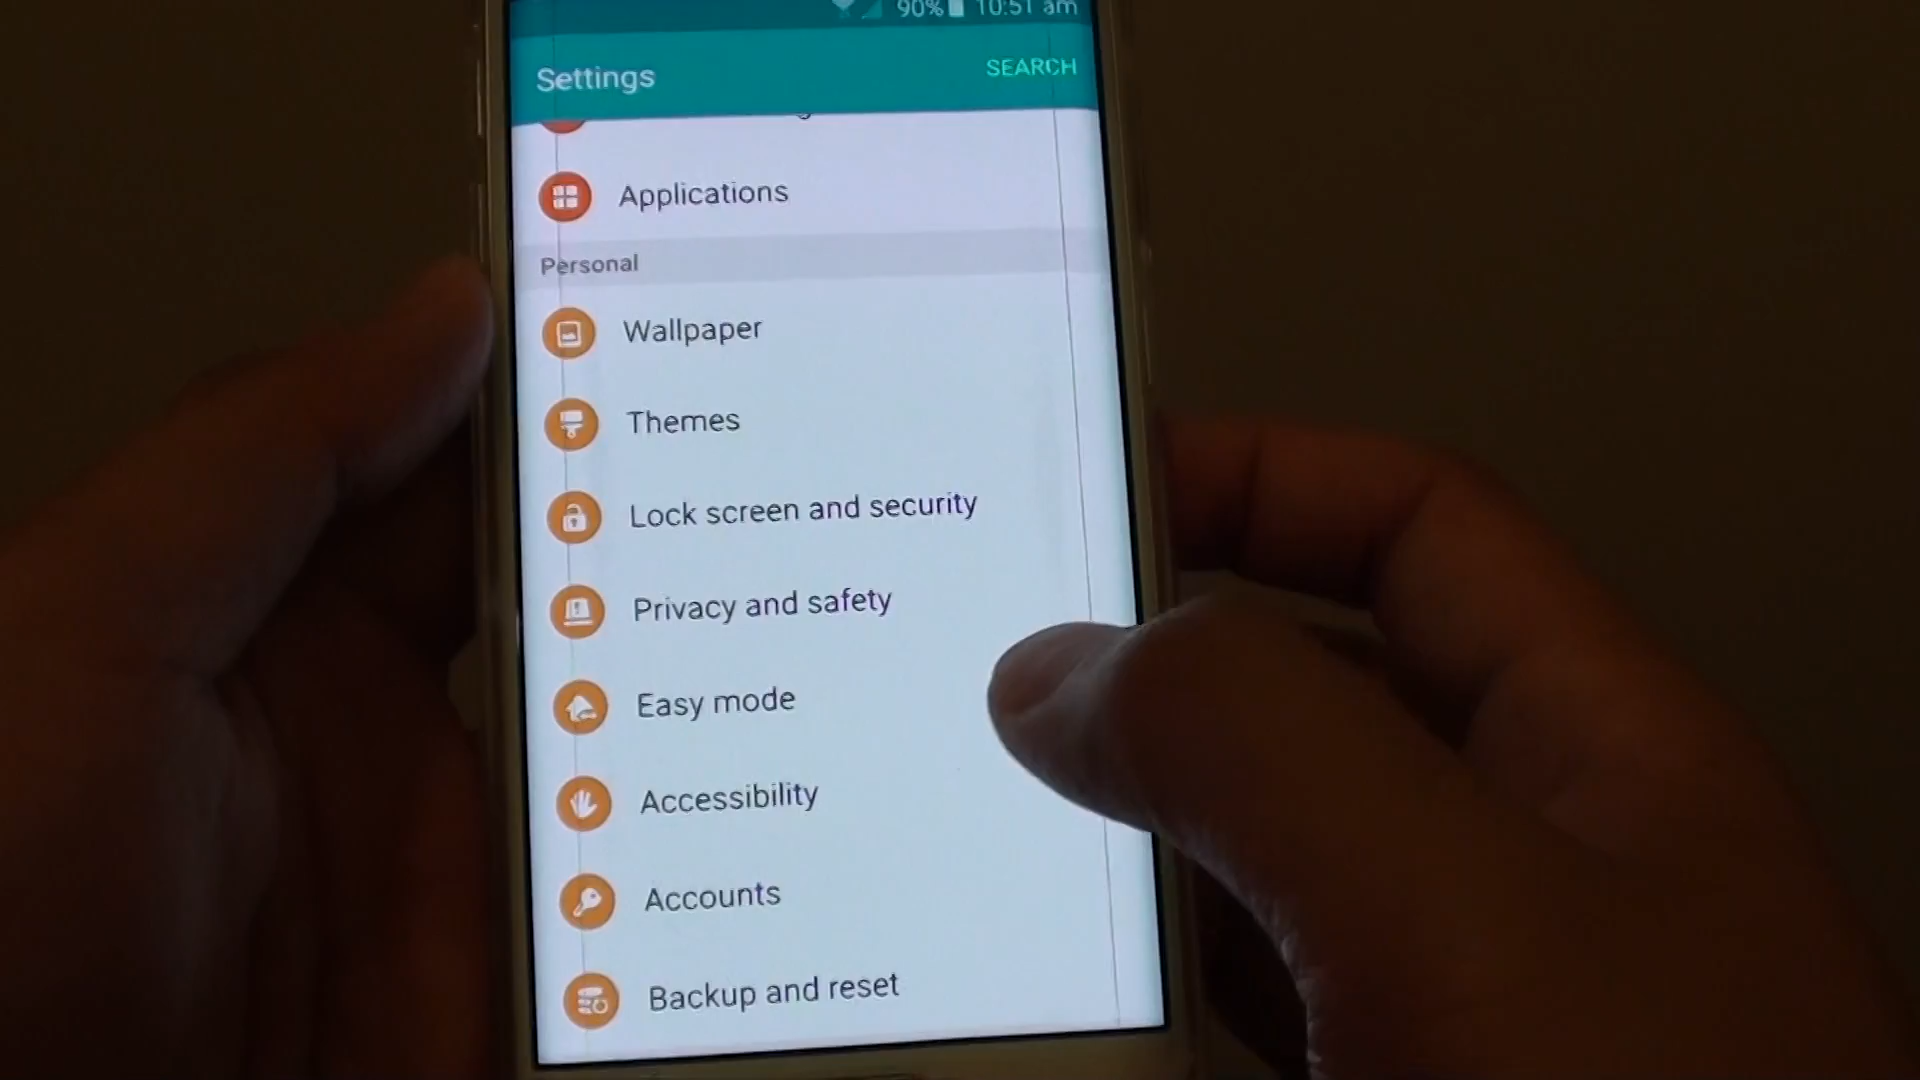 90% 10:51 am
Settings SEARCH
Applications
Personal
Wallpaper
Themes
Lock screen and security
Privacy and safety
Easy mode
Accessibility
Accounts
Backup and reset